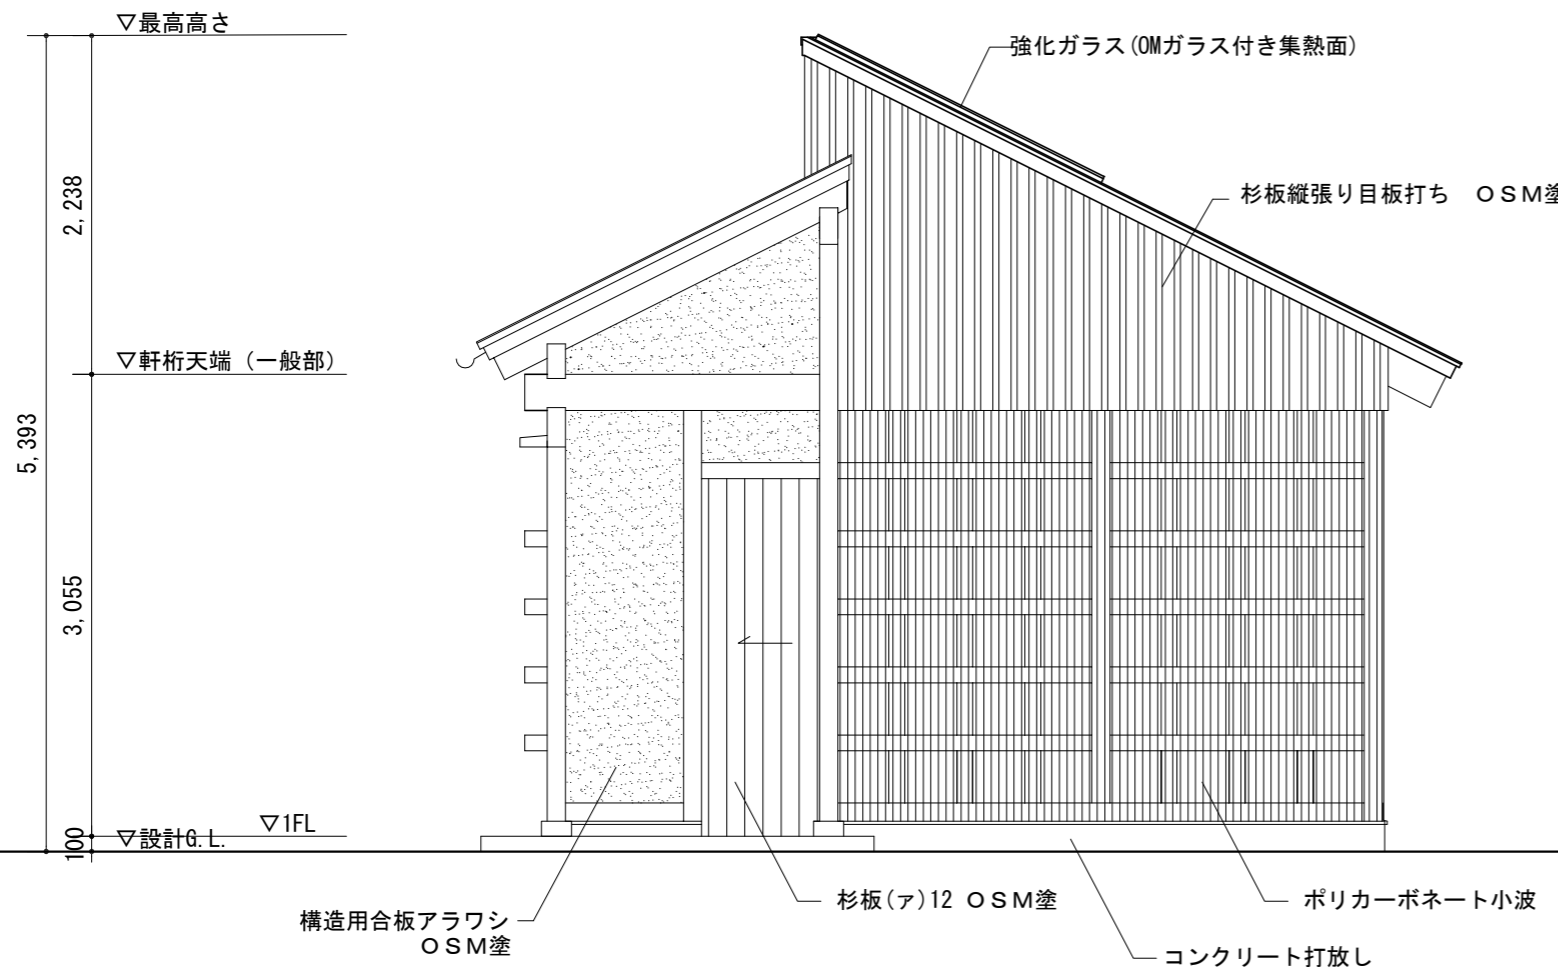 ▽最高高さ
強化ガラス(OMガラス付き集熱面)
2,238
杉板縦張り目板打ち　ＯＳＭ塗
▽軒桁天端（一般部）
5,393
3,055
▽1FL
100
▽設計G.L.
構造用合板アラワシ
ＯＳＭ塗
杉板(ァ)12 ＯＳＭ塗
ポリカーボネート小波
コンクリート打放し